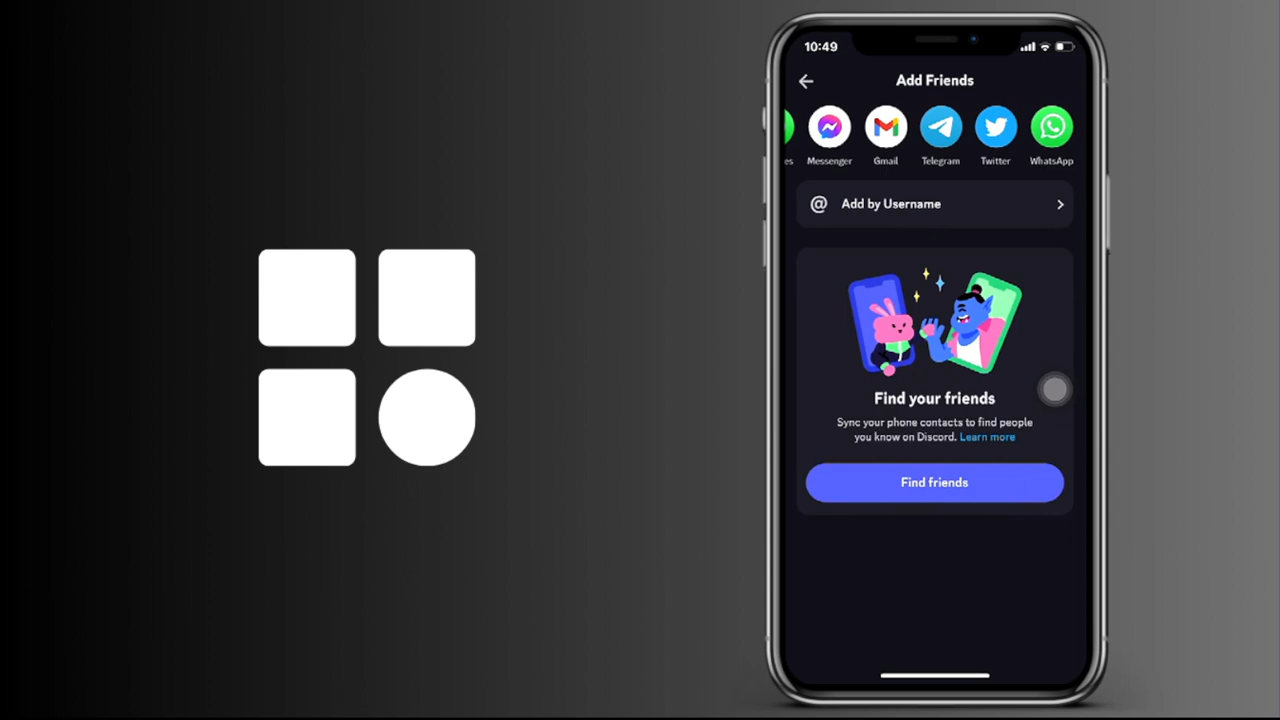 10:49
Add Friends
es Messenger Gmail Telegram Twitter WhatsApp
@ Add by Username
Find your friends
Sync your phone contacts to find people
you know on Discord. Learn more
Find friends